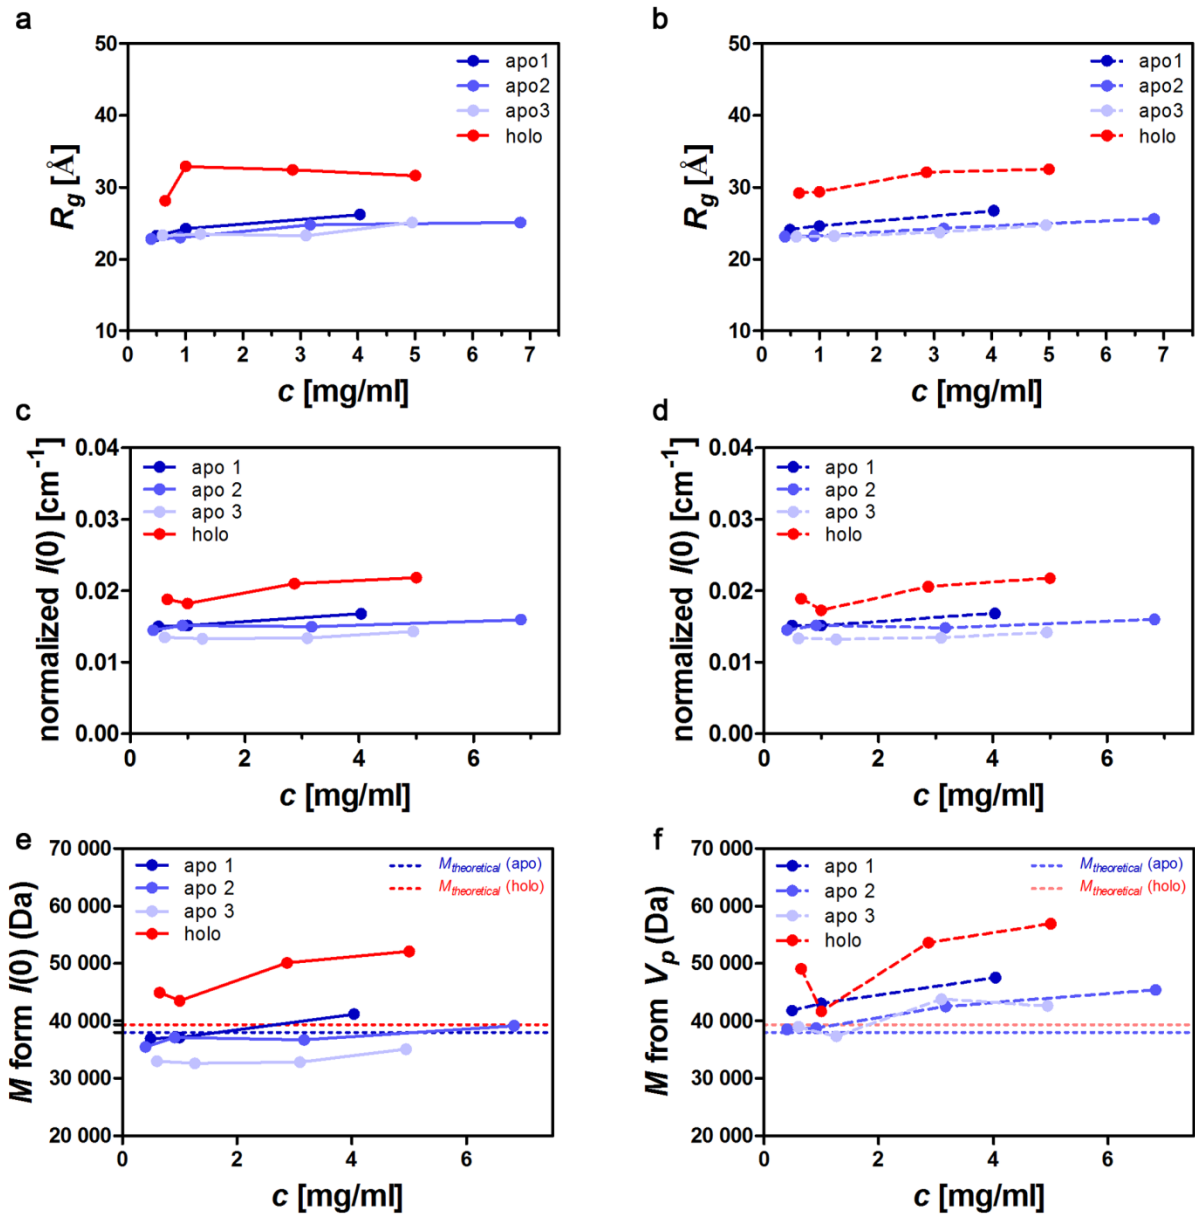 a
50
40
30
20
10
R_g [Å]
apo1
apo2
apo3
holo
0 1 2 3 4 5 6 7
c [mg/ml]
b
50
40
30
20
10
R_g [Å]
apo1
apo2
apo3
holo
0 1 2 3 4 5 6 7
c [mg/ml]
c
0.04
0.03
0.02
0.01
0.00
normalized I(0) [cm⁻¹]
apo 1
apo 2
apo 3
holo
0 2 4 6
c [mg/ml]
d
0.04
0.03
0.02
0.01
0.00
normalized I(0) [cm⁻¹]
apo 1
apo 2
apo 3
holo
0 2 4 6
c [mg/ml]
e
70 000
60 000
50 000
40 000
30 000
20 000
M form I(0) (Da)
apo 1
apo 2
apo 3
holo
M_theoretical (apo)
M_theoretical (holo)
0 2 4 6
c [mg/ml]
f
70 000
60 000
50 000
40 000
30 000
20 000
M from V_p (Da)
apo 1
apo 2
apo 3
holo
M_theoretical (apo)
M_theoretical (holo)
0 2 4 6
c [mg/ml]